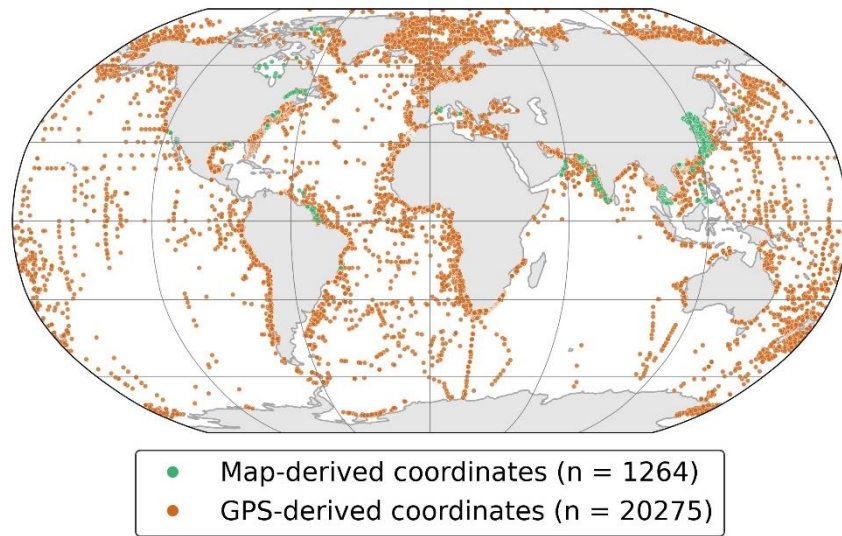 Map-derived coordinates (n = 1264)
GPS-derived coordinates (n = 20275)